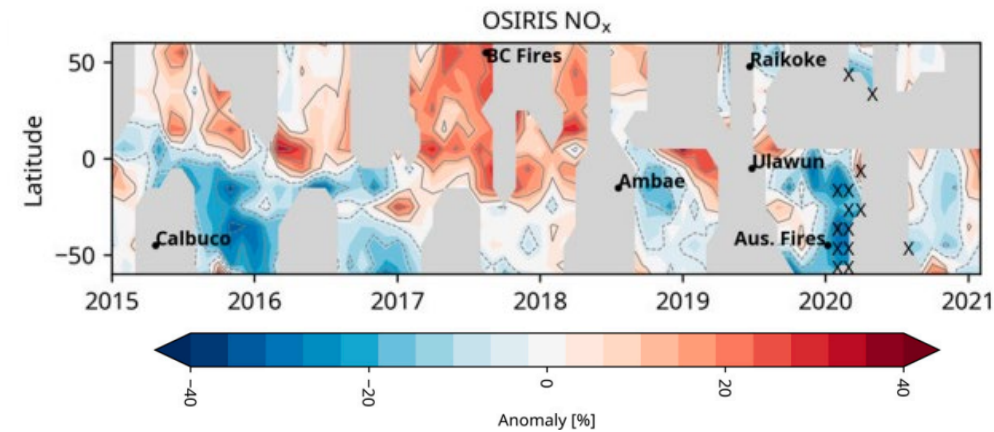 OSIRIS NOx
50
BC Fires
Raikoke
X
X
Latitude
0
Ulawun
X
Ambae
XX
XX
XX
Calbuco
Aus. Fires
XX
X
-50
XX
2015 2016 2017 2018 2019 2020 2021
-40 -20 0 20 40
Anomaly [%]